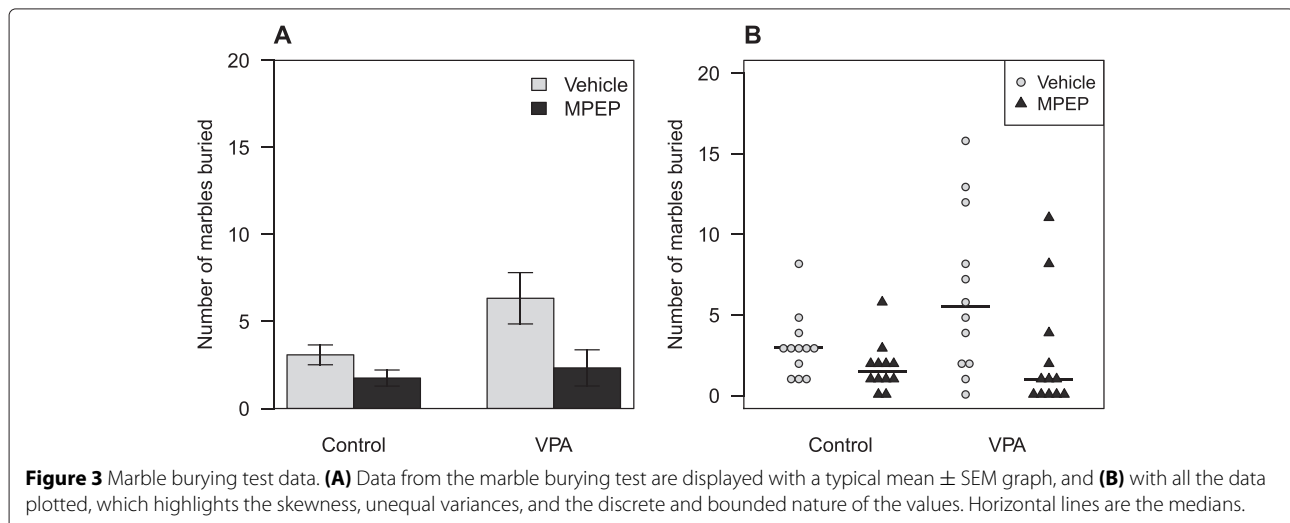 A
20
15
10
5
0
Number of marbles buried
Vehicle
MPEP
Control
VPA
B
20
15
10
5
0
Number of marbles buried
Vehicle
MPEP
Control
VPA
Figure 3 Marble burying test data. (A) Data from the marble burying test are displayed with a typical mean ± SEM graph, and (B) with all the data
plotted, which highlights the skewness, unequal variances, and the discrete and bounded nature of the values. Horizontal lines are the medians.